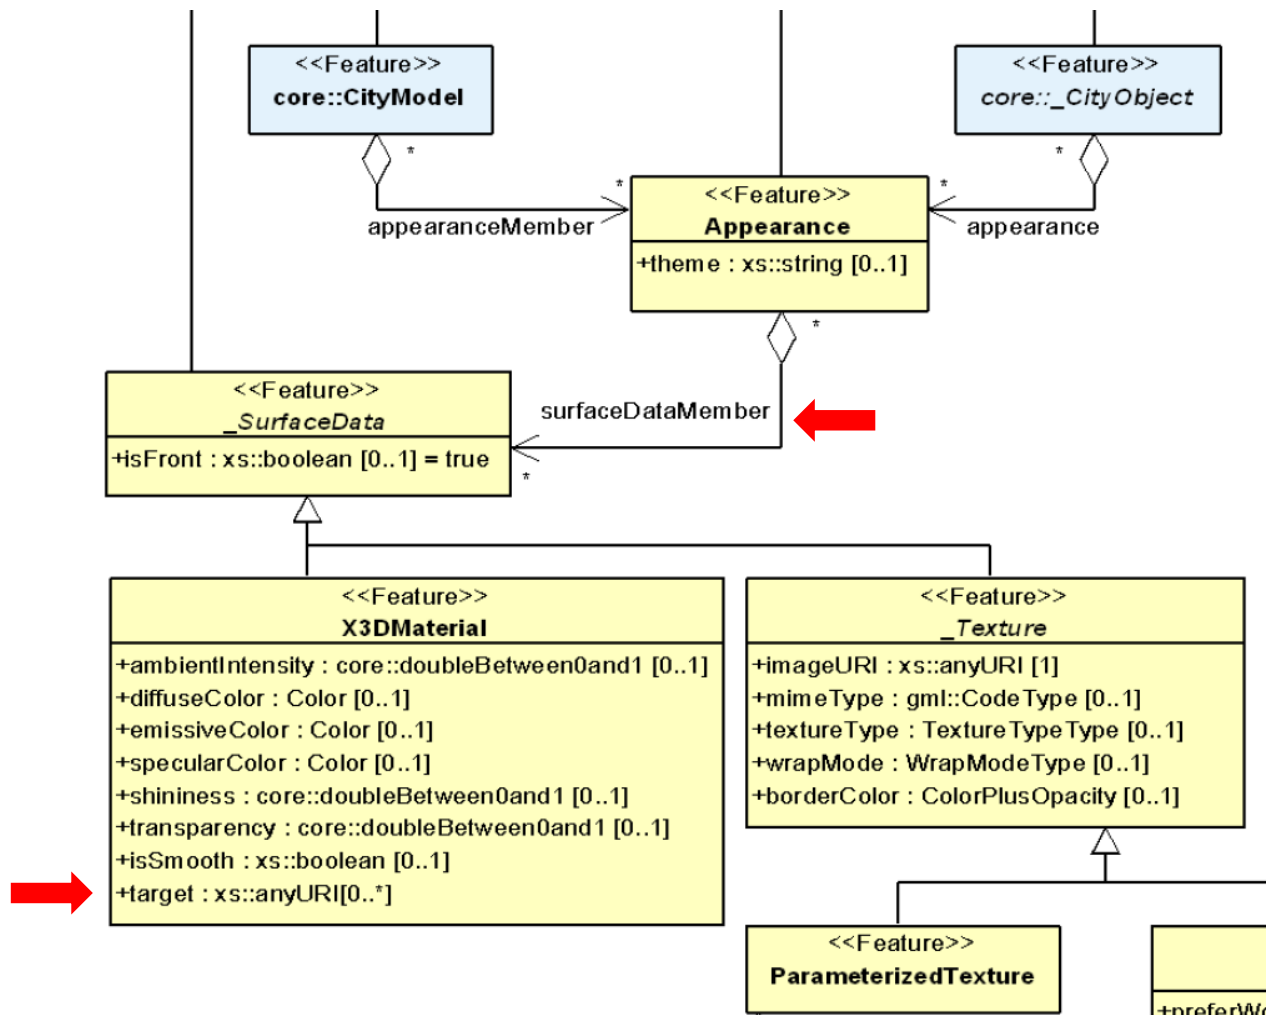 <<Feature>>
core::CityModel
<<Feature>>
core::_CityObject
*
*
*
*
<<Feature>>
Appearance
+theme : xs::string [0..1]
appearanceMember
appearance
*
<<Feature>>
_SurfaceData
+isFront : xs::boolean [0..1] = true
surfaceDataMember
*
<<Feature>>
X3DMaterial
+ambientIntensity : core::doubleBetween0and1 [0..1]
+diffuseColor : Color [0..1]
+emissiveColor : Color [0..1]
+specularColor : Color [0..1]
+shininess : core::doubleBetween0and1 [0..1]
+transparency : core::doubleBetween0and1 [0..1]
+isSmooth : xs::boolean [0..1]
+target : xs::anyURI[0..*]
<<Feature>>
_Texture
+imageURI : xs::anyURI [1]
+mimeType : gml::CodeType [0..1]
+textureType : TextureTypeType [0..1]
+wrapMode : WrapModeType [0..1]
+borderColor : ColorPlusOpacity [0..1]
<<Feature>>
ParameterizedTexture